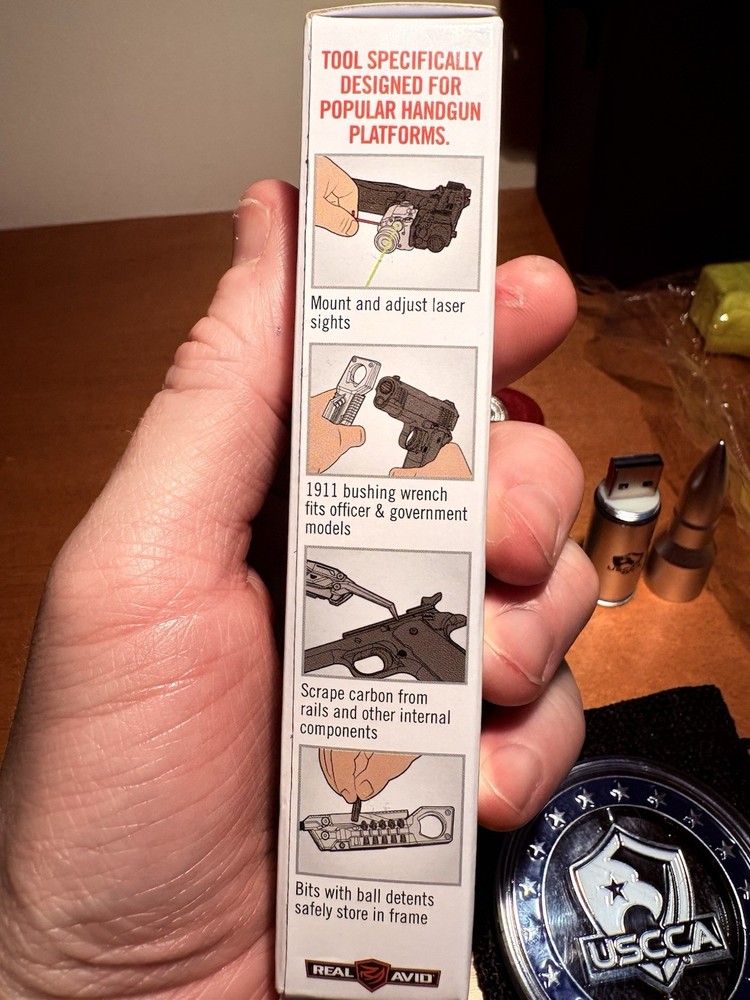 TOOL SPECIFICALLY
DESIGNED FOR
POPULAR HANDGUN
PLATFORMS.
Mount and adjust laser
sights
1911 bushing wrench
fits officer & government
models
Scrape carbon from
rails and other internal
components
Bits with ball detents
safely store in frame
REAL AVID
USCCA